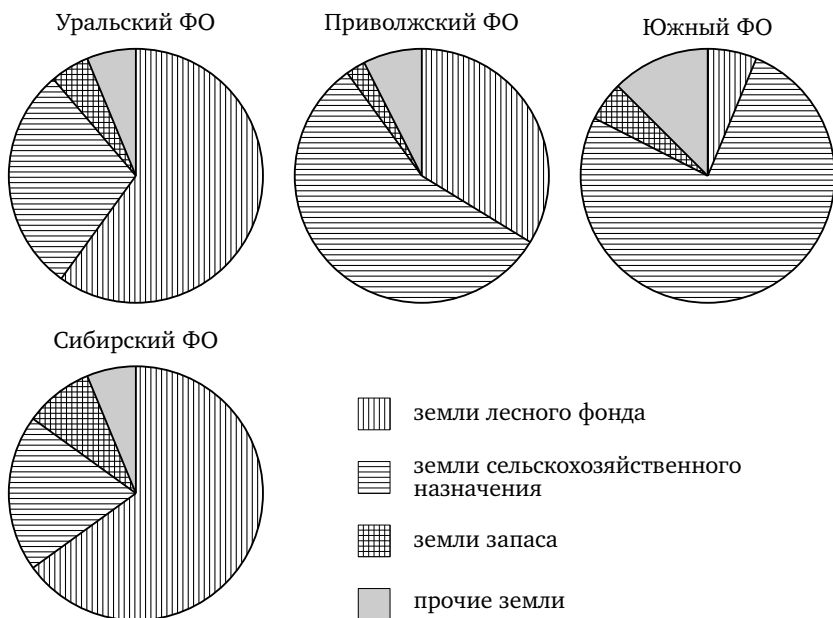 Уральский ФО
Приволжский ФО
Южный ФО
Сибирский ФО
земли лесного фонда
земли сельскохозяйственного
назначения
земли запаса
прочие земли